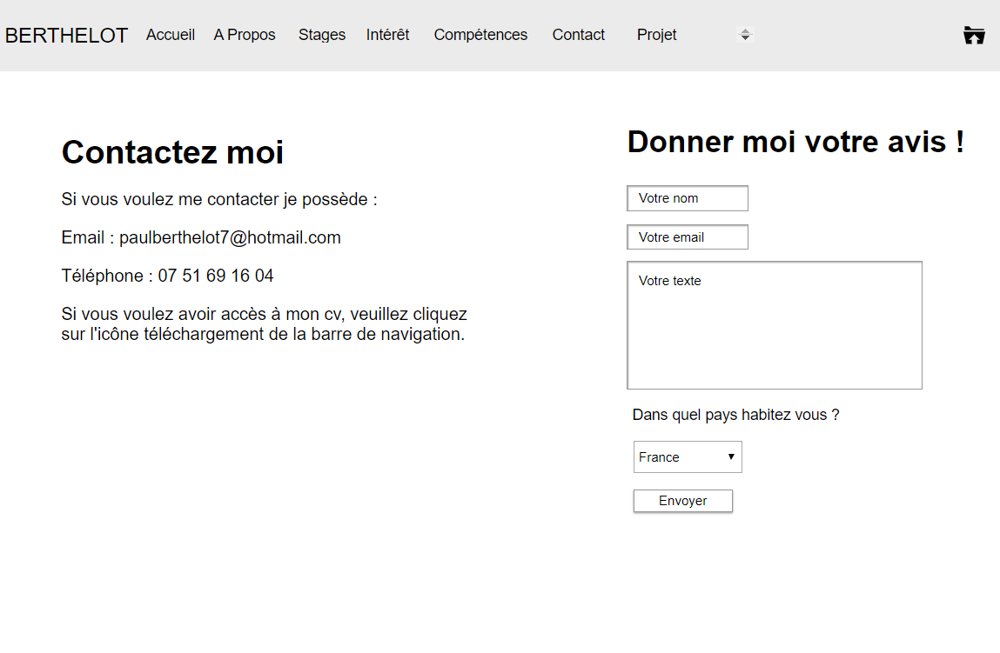 BERTHELOT Accueil A Propos Stages Intérêt Compétences Contact Projet
Contactez moi
Si vous voulez me contacter je possède :
Email : paulberthelot7@hotmail.com
Téléphone : 07 51 69 16 04
Si vous voulez avoir accès à mon cv, veuillez cliquez
sur l'icône téléchargement de la barre de navigation.
Donner moi votre avis !
Votre nom
Votre email
Votre texte
Dans quel pays habitez vous ?
France
Envoyer